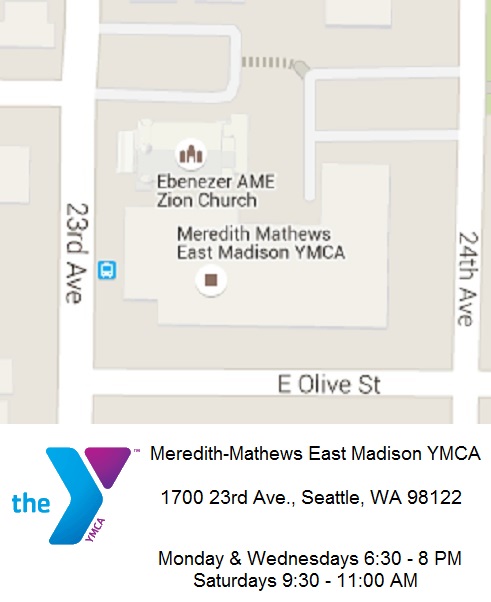 Ebenezer AME
Zion Church
Meredith Mathews
East Madison YMCA
23rd Ave
24th Ave
E Olive St
the
YMCA
TM
Meredith-Mathews East Madison YMCA
1700 23rd Ave., Seattle, WA 98122
Monday & Wednesdays 6:30 - 8 PM
Saturdays 9:30 - 11:00 AM